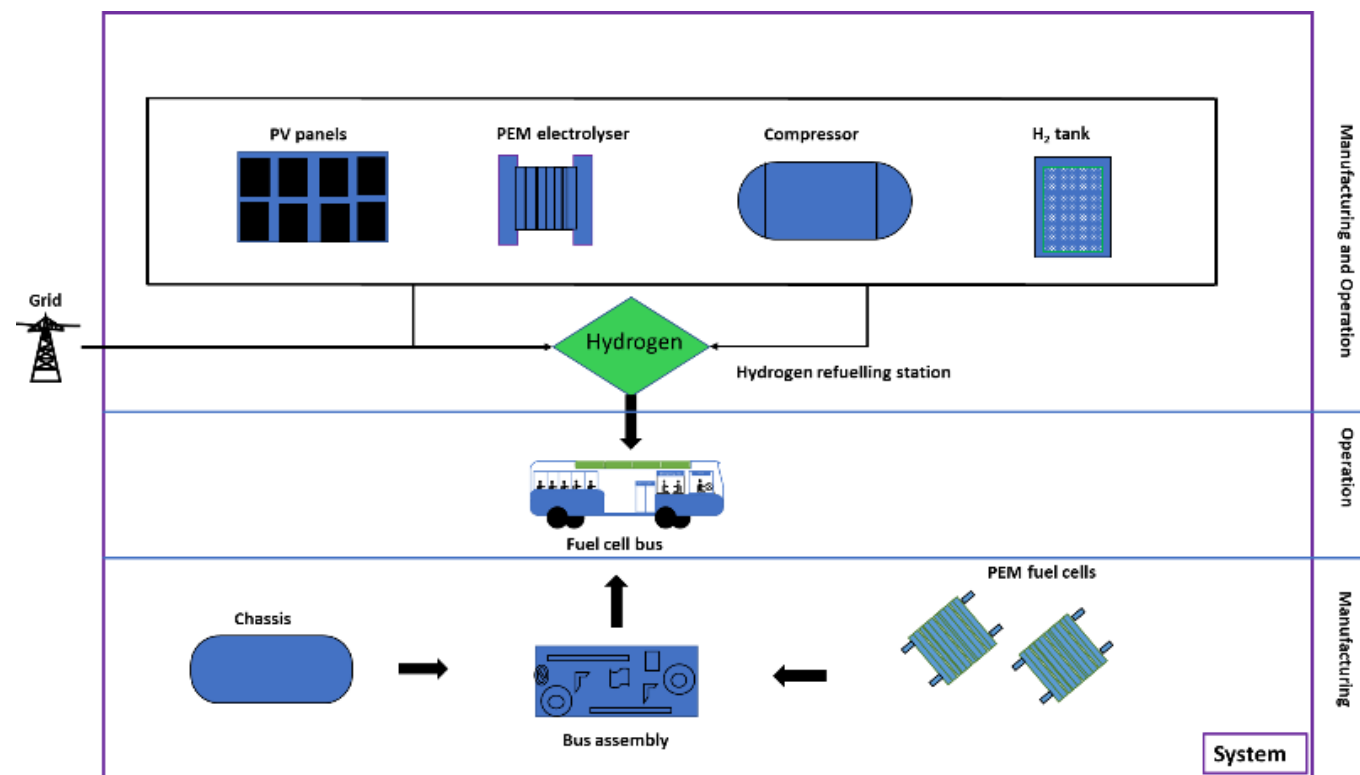 PV panels
PEM electrolyser
Compressor
H₂ tank
Manufacturing and Operation
Grid
Hydrogen
Hydrogen refuelling station
Operation
Fuel cell bus
PEM fuel cells
Chassis
Manufacturing
Bus assembly
System